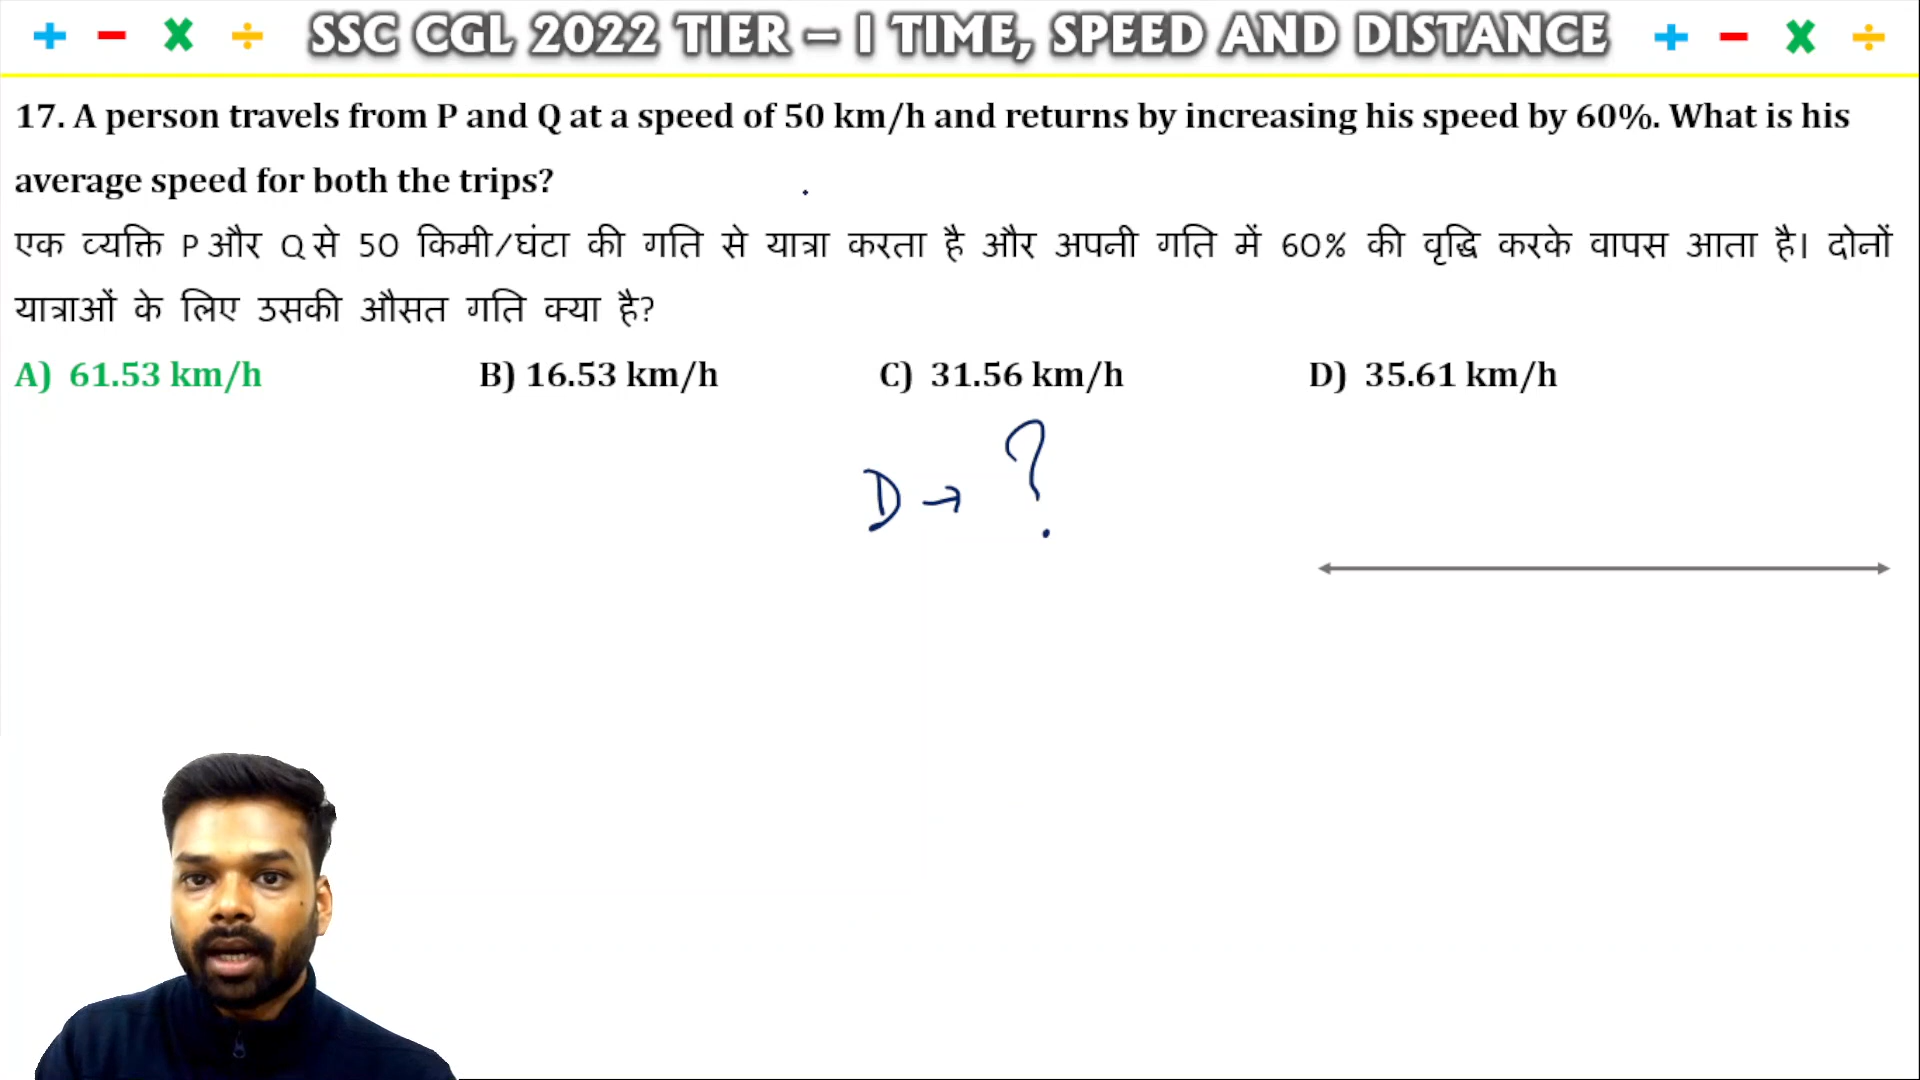 + - x ÷ SSC CGL 2022 TIER – I TIME, SPEED AND DISTANCE + - x ÷
17. A person travels from P and Q at a speed of 50 km/h and returns by increasing his speed by 60%. What is his
average speed for both the trips?
एक व्यक्ति P और Q से 50 किमी/घंटा की गति से यात्रा करता है और अपनी गति में 60% की वृद्धि करके वापस आता है। दोनों
यात्राओं के लिए उसकी औसत गति क्या है?
A) 61.53 km/h B) 16.53 km/h C) 31.56 km/h D) 35.61 km/h
D → ?